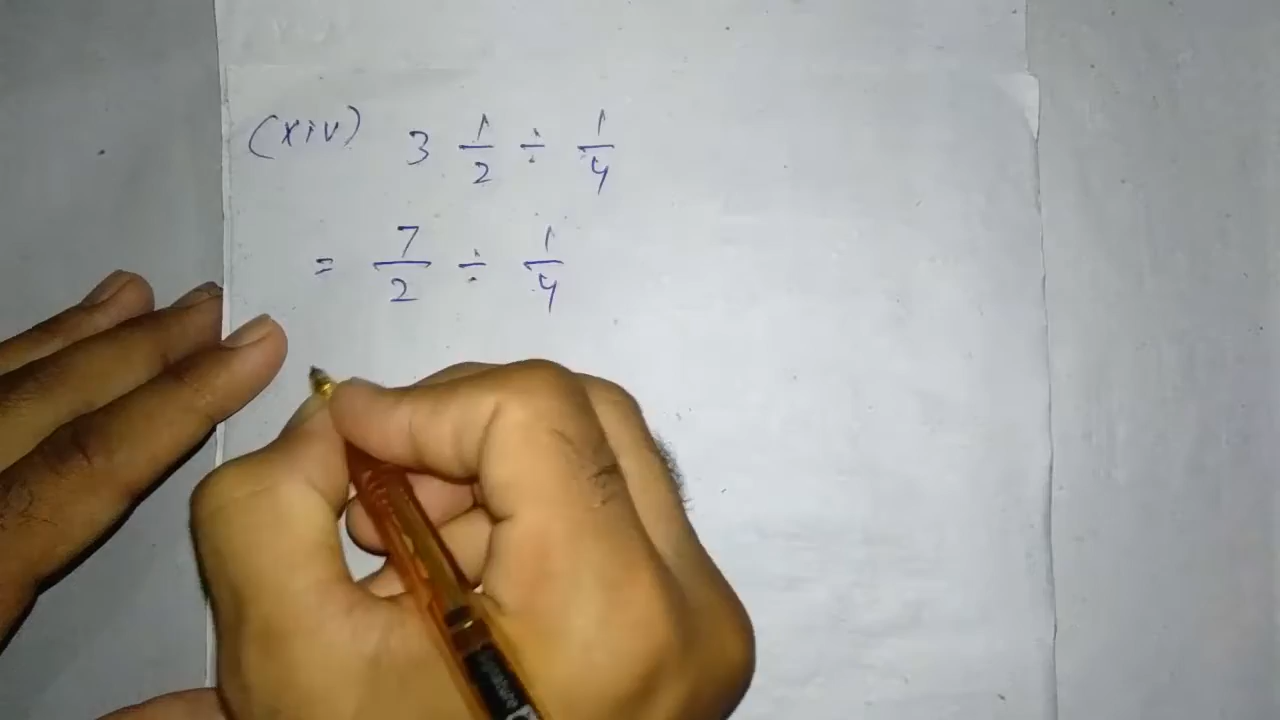 (xiv) 3 1/2 ÷ 1/4
= 7/2 ÷ 1/4